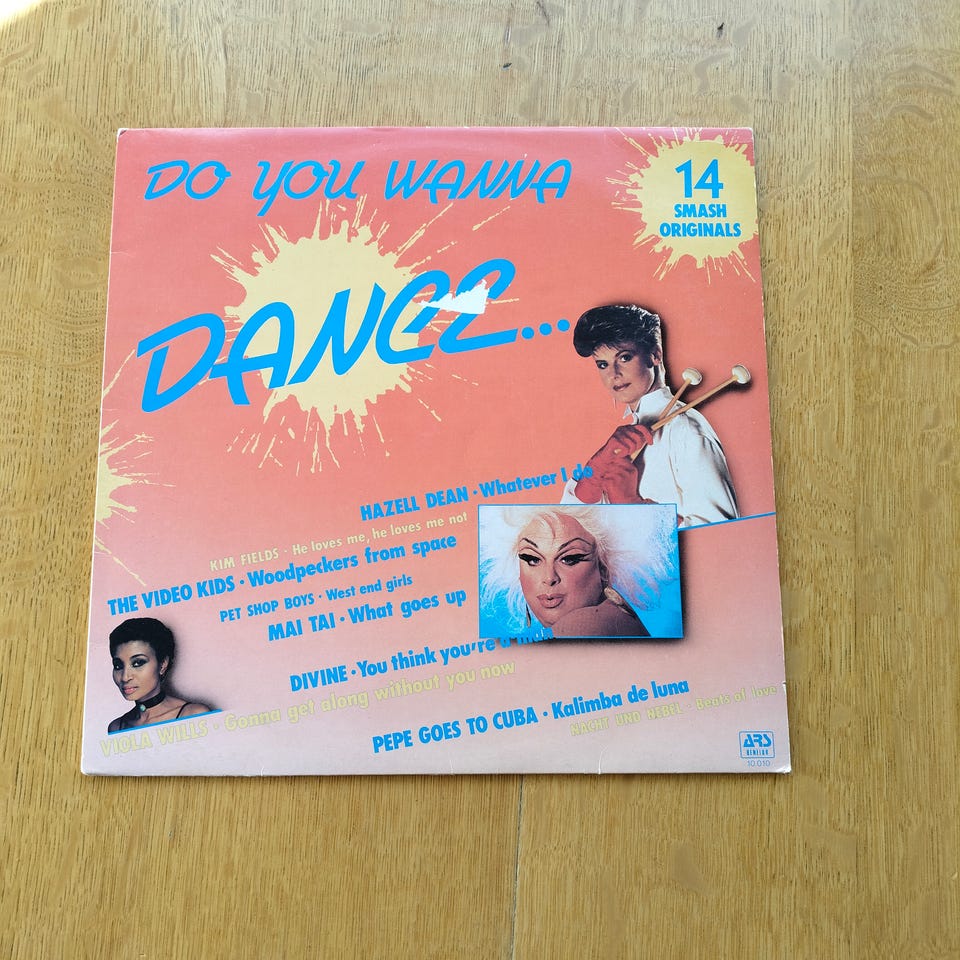 DO YOU WANNA
DANCE...
14
SMASH
ORIGINALS
HAZELL DEAN · Whatever I do
KIM FIELDS · He loves me, he loves me not
THE VIDEO KIDS · Woodpeckers from space
PET SHOP BOYS · West end girls
MAI TAI · What goes up
DIVINE · You think you're a man
VIOLA WILLS · Gonna get along without you now
PEPE GOES TO CUBA · Kalimba de luna
NACHT UND NEBEL · Beats of love
ARS
BENELUX
10.010